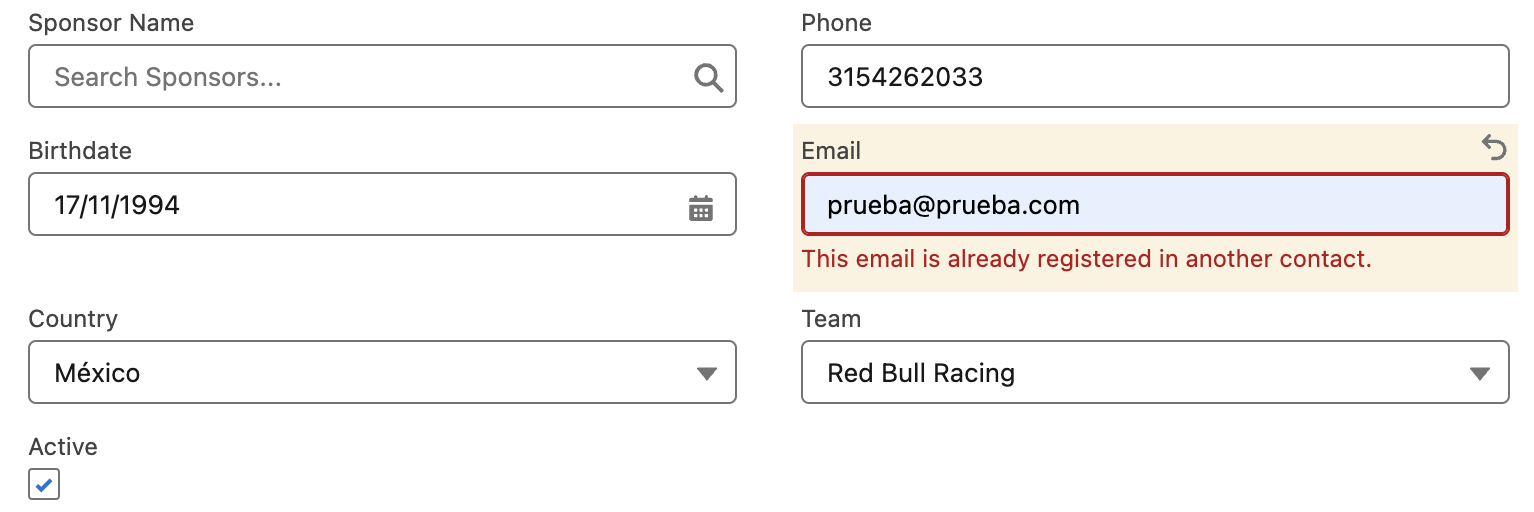 Sponsor Name
Search Sponsors...
Phone
3154262033
Birthdate
17/11/1994
Email
prueba@prueba.com
This email is already registered in another contact.
Country
México
Team
Red Bull Racing
Active